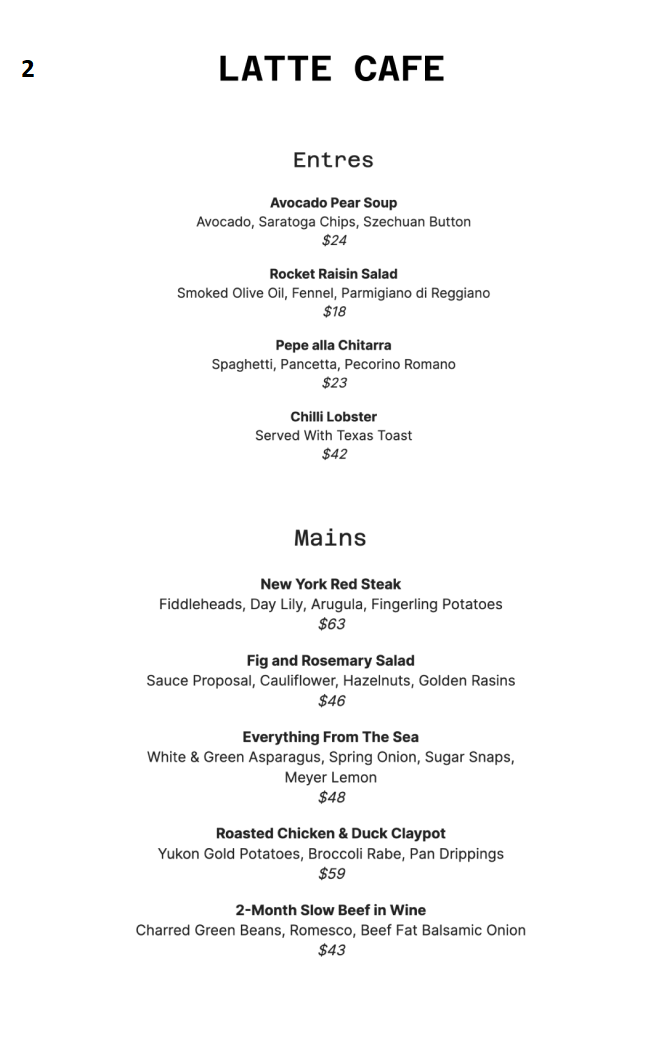 2
LATTE CAFE
Entres
Avocado Pear Soup
Avocado, Saratoga Chips, Szechuan Button
$24
Rocket Raisin Salad
Smoked Olive Oil, Fennel, Parmigiano di Reggiano
$18
Pepe alla Chitarra
Spaghetti, Pancetta, Pecorino Romano
$23
Chilli Lobster
Served With Texas Toast
$42
Mains
New York Red Steak
Fiddleheads, Day Lily, Arugula, Fingerling Potatoes
$63
Fig and Rosemary Salad
Sauce Proposal, Cauliflower, Hazelnuts, Golden Rasins
$46
Everything From The Sea
White & Green Asparagus, Spring Onion, Sugar Snaps,
Meyer Lemon
$48
Roasted Chicken & Duck Claypot
Yukon Gold Potatoes, Broccoli Rabe, Pan Drippings
$59
2-Month Slow Beef in Wine
Charred Green Beans, Romesco, Beef Fat Balsamic Onion
$43